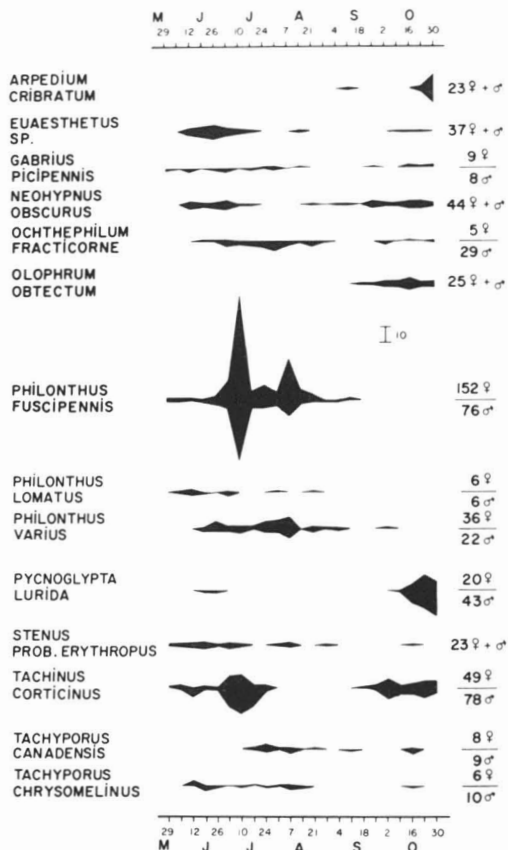 M J J A S O
29 12 26 10 24 7 21 4 18 2 16 30
ARPEDIUM
CRIBRATUM
23♀ + ♂
EUAESTHETUS
SP.
37♀ + ♂
GABRIUS
PICIPENNIS
9♀
8♂
NEOHYPNUS
OBSCURUS
44♀ + ♂
OCHTHEPHILUM
FRACTICORNE
5♀
29♂
OLOPHRUM
OBTECTUM
25♀ + ♂
10
PHILONTHUS
FUSCIPENNIS
152♀
76♂
PHILONTHUS
LOMATUS
6♀
6♂
PHILONTHUS
VARIUS
36♀
22♂
PYCNOGLYPTA
LURIDA
20♀
43♂
STENUS
PROB. ERYTHROPUS
23♀ + ♂
TACHINUS
CORTICINUS
49♀
78♂
TACHYPORUS
CANADENSIS
8♀
9♂
TACHYPORUS
CHRYSOMELINUS
6♀
10♂
29 12 26 10 24 7 21 4 18 2 16 30
M J J A S O